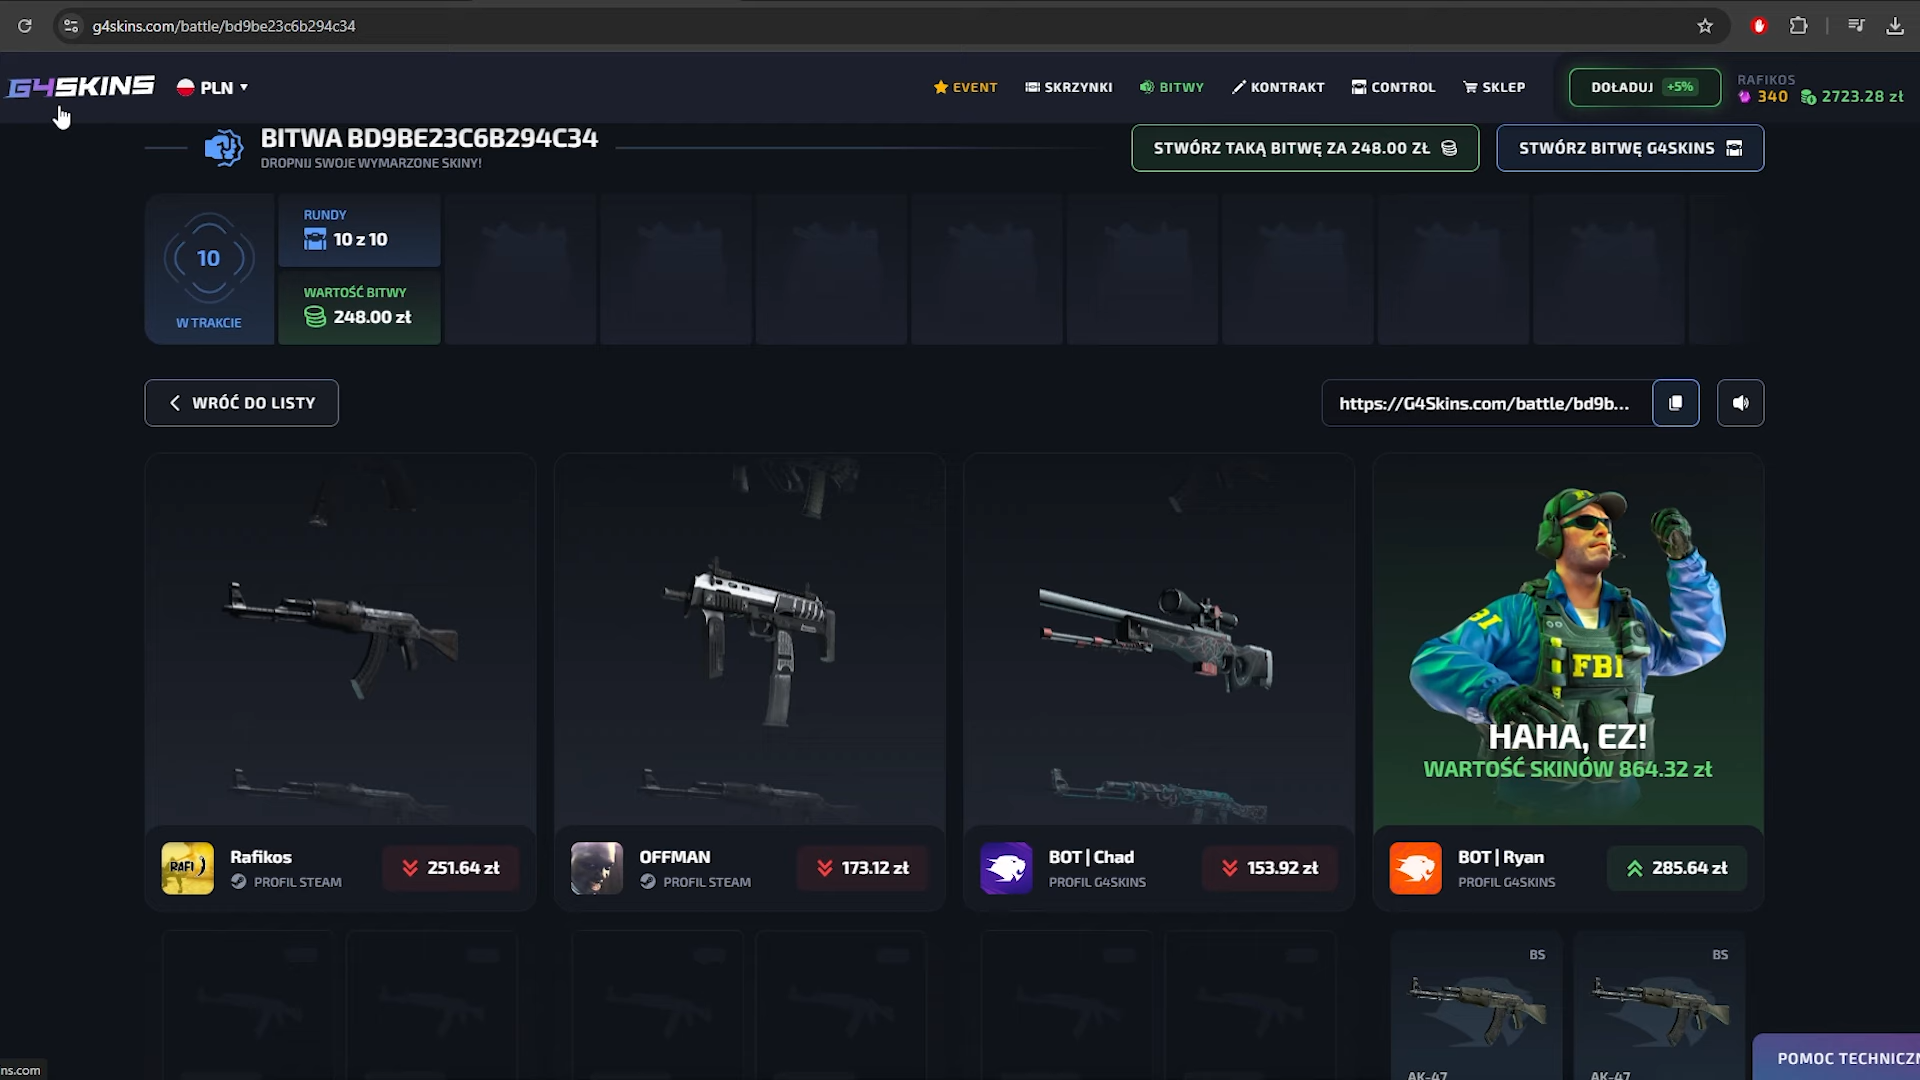 g4skins.com/battle/bd9be23c6b294c34
G4SKINS
PLN
EVENT
SKRZYNKI
BITWY
KONTRAKT
CONTROL
SKLEP
DOŁADUJ +5%
RAFIKOS
340
2723.28 zł
BITWA BD9BE23C6B294C34
DROPNIJ SWOJE WYMARZONE SKINY!
STWÓRZ TAKĄ BITWĘ ZA 248.00 ZŁ
STWÓRZ BITWĘ G4SKINS
10
W TRAKCIE
RUNDY
10 z 10
WARTOŚĆ BITWY
248.00 zł
WRÓĆ DO LISTY
https://G4Skins.com/battle/bd9b...
FBI
HAHA, EZ!
WARTOŚĆ SKINÓW 864.32 zł
Rafikos
PROFIL STEAM
251.64 zł
OFFMAN
PROFIL STEAM
173.12 zł
BOT | Chad
PROFIL G4SKINS
153.92 zł
BOT | Ryan
PROFIL G4SKINS
285.64 zł
BS
BS
AK-47
AK-47
POMOC TECHNICZN
ns.com